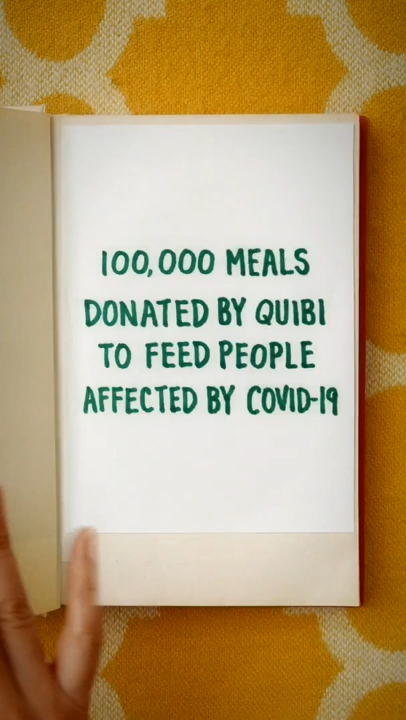 100,000 MEALS
DONATED BY QUIBI
TO FEED PEOPLE
AFFECTED BY COVID-19